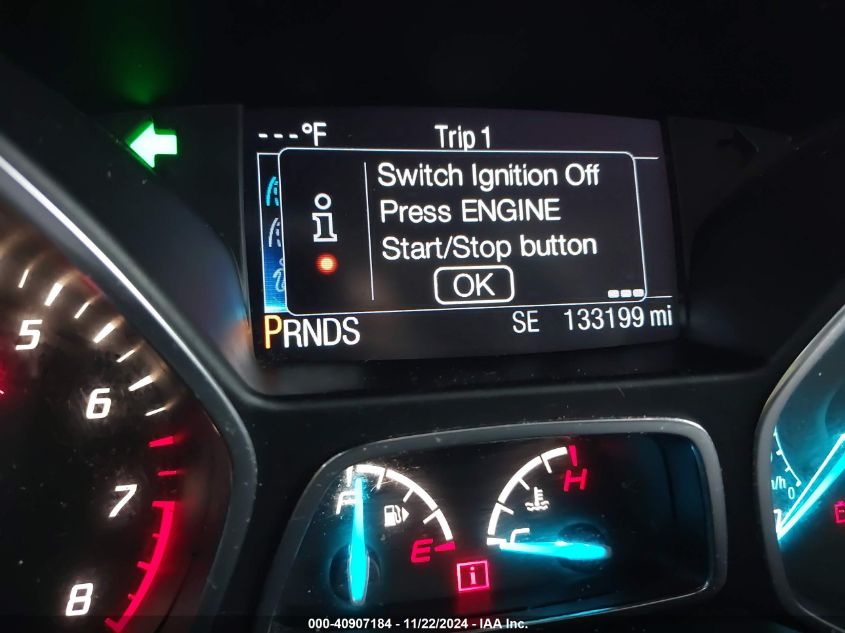 ---°F Trip 1
Switch Ignition Off
Press ENGINE
Start/Stop button
OK
PRNDS SE 133199 mi
5
6
7
8
F
E
H
C
i
0
000-40907184 - 11/22/2024 - IAA Inc.